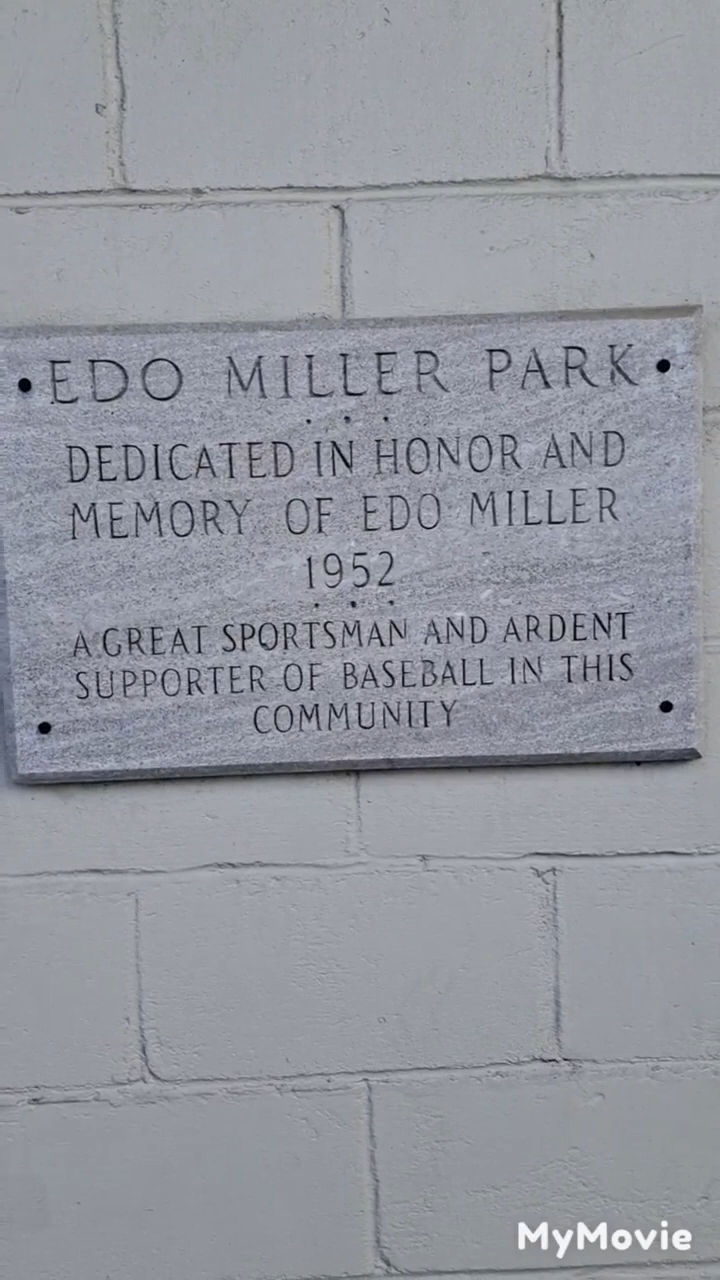 • EDO MILLER PARK •
• • •
DEDICATED IN HONOR AND
MEMORY OF EDO MILLER
1952
• • •
A GREAT SPORTSMAN AND ARDENT
SUPPORTER OF BASEBALL IN THIS
COMMUNITY
MyMovie